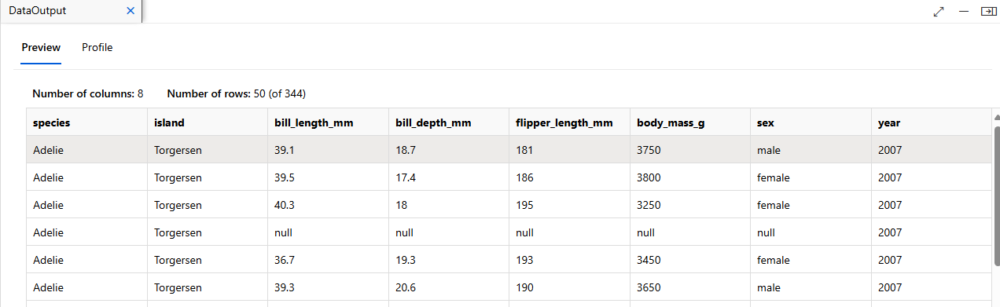 DataOutput
Preview Profile
Number of columns: 8 Number of rows: 50 (of 344)
species island bill_length_mm bill_depth_mm flipper_length_mm body_mass_g sex year
Adelie Torgersen 39.1 18.7 181 3750 male 2007
Adelie Torgersen 39.5 17.4 186 3800 female 2007
Adelie Torgersen 40.3 18 195 3250 female 2007
Adelie Torgersen null null null null null 2007
Adelie Torgersen 36.7 19.3 193 3450 female 2007
Adelie Torgersen 39.3 20.6 190 3650 male 2007